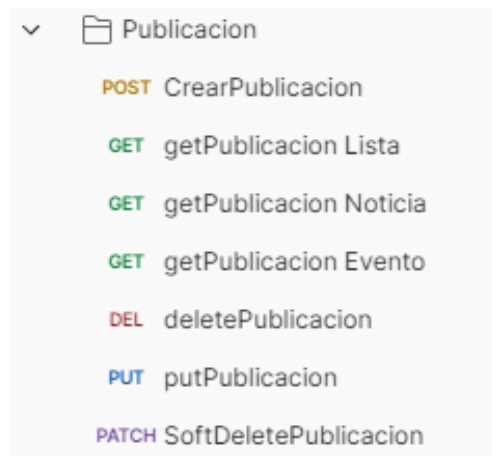 Publicacion
POST CrearPublicacion
GET getPublicacion Lista
GET getPublicacion Noticia
GET getPublicacion Evento
DEL deletePublicacion
PUT putPublicacion
PATCH SoftDeletePublicacion